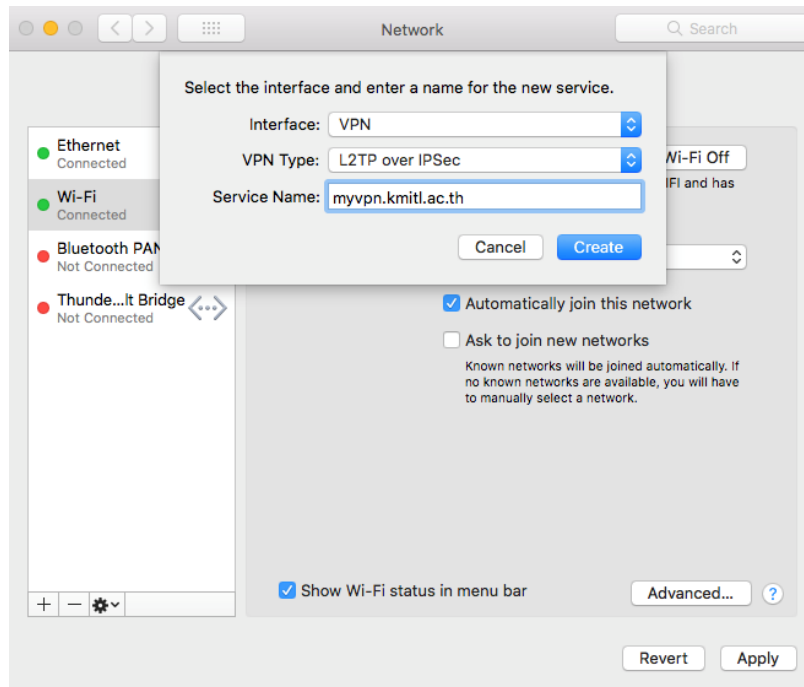 Network
Search
Select the interface and enter a name for the new service.
Interface: VPN
VPN Type: L2TP over IPSec
Service Name: myvpn.kmitl.ac.th
Cancel Create
Ethernet
Connected
Wi-Fi
Connected
Bluetooth PAN
Not Connected
Thunde...lt Bridge
Not Connected
Wi-Fi Off
IFI and has
Automatically join this network
Ask to join new networks
Known networks will be joined automatically. If
no known networks are available, you will have
to manually select a network.
Show Wi-Fi status in menu bar
Advanced... ?
Revert Apply